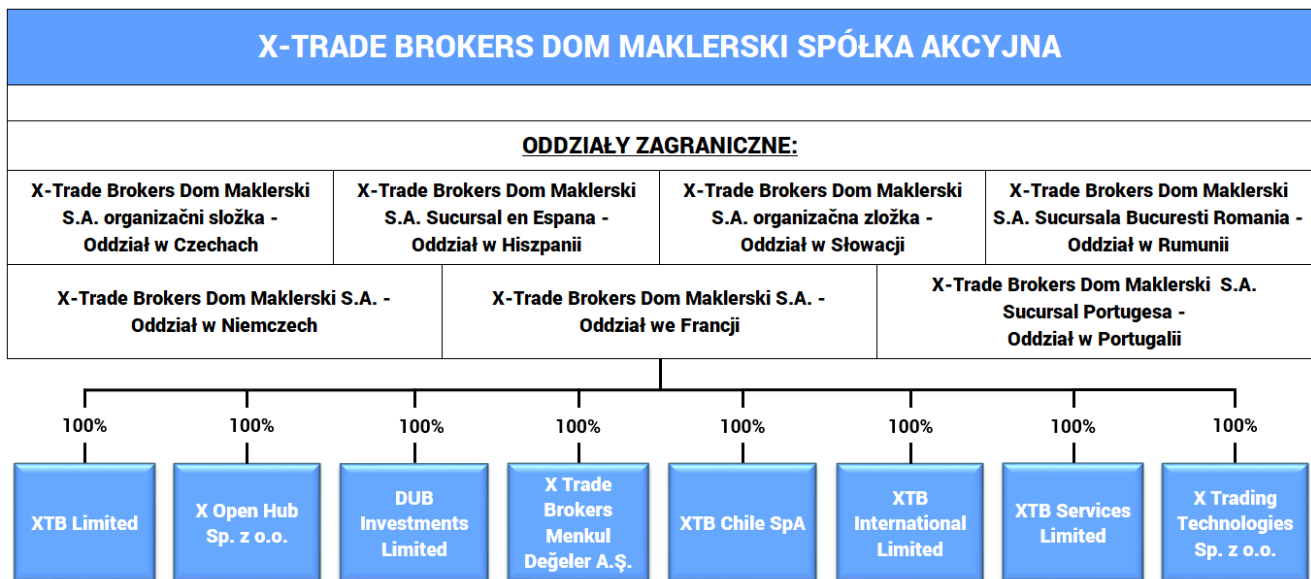 X-TRADE BROKERS DOM MAKLERSKI SPÓŁKA AKCYJNA
ODDZIAŁY ZAGRANICZNE:
X-Trade Brokers Dom Maklerski
S.A. organizačni složka -
Oddział w Czechach
X-Trade Brokers Dom Maklerski
S.A. Sucursal en Espana -
Oddział w Hiszpanii
X-Trade Brokers Dom Maklerski
S.A. organizačna zložka -
Oddział w Słowacji
X-Trade Brokers Dom Maklerski
S.A. Sucursala Bucuresti Romania -
Oddział w Rumunii
X-Trade Brokers Dom Maklerski S.A. -
Oddział w Niemczech
X-Trade Brokers Dom Maklerski S.A. -
Oddział we Francji
X-Trade Brokers Dom Maklerski S.A.
Sucursal Portugesa -
Oddział w Portugalii
100%
100%
100%
100%
100%
100%
100%
100%
XTB Limited
X Open Hub
Sp. z o.o.
DUB
Investments
Limited
X Trade
Brokers
Menkul
Değeler A.Ş.
XTB Chile SpA
XTB
International
Limited
XTB Services
Limited
X Trading
Technologies
Sp. z o.o.